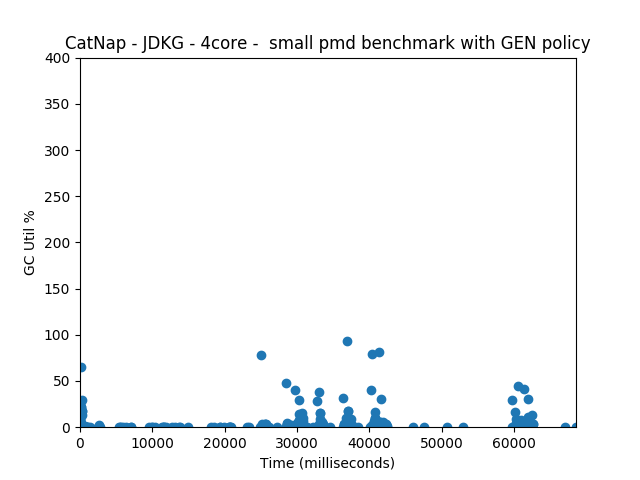 CatNap - JDKG - 4core -  small pmd benchmark with GEN policy
400
350
300
250
200
150
100
50
0
GC Util %
0 10000 20000 30000 40000 50000 60000
Time (milliseconds)